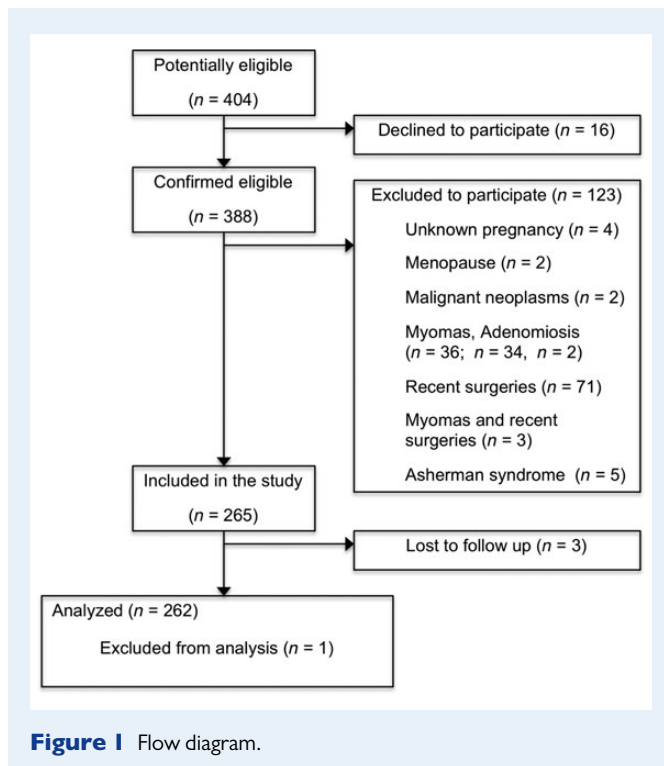 Potentially eligible
(n = 404)
Declined to participate (n = 16)
Confirmed eligible
(n = 388)
Excluded to participate (n = 123)
Unknown pregnancy (n = 4)
Menopause (n = 2)
Malignant neoplasms (n = 2)
Myomas, Adenomiosis
(n = 36; n = 34, n = 2)
Recent surgeries (n = 71)
Myomas and recent
surgeries (n = 3)
Asherman syndrome (n = 5)
Included in the study
(n = 265)
Lost to follow up (n = 3)
Analyzed (n = 262)
Excluded from analysis (n = 1)
Figure 1 Flow diagram.